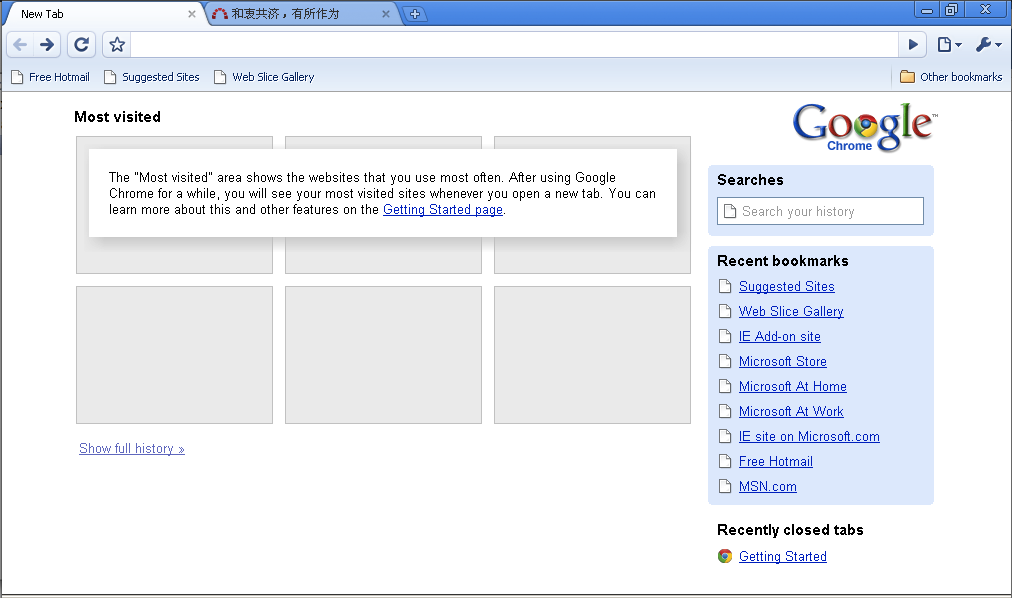 New Tab
和衷共济，有所作为
Free Hotmail
Suggested Sites
Web Slice Gallery
Other bookmarks
Most visited
The "Most visited" area shows the websites that you use most often. After using Google
Chrome for a while, you will see your most visited sites whenever you open a new tab. You can
learn more about this and other features on the Getting Started page.
Show full history »
Google™
Chrome
Searches
Search your history
Recent bookmarks
Suggested Sites
Web Slice Gallery
IE Add-on site
Microsoft Store
Microsoft At Home
Microsoft At Work
IE site on Microsoft.com
Free Hotmail
MSN.com
Recently closed tabs
Getting Started